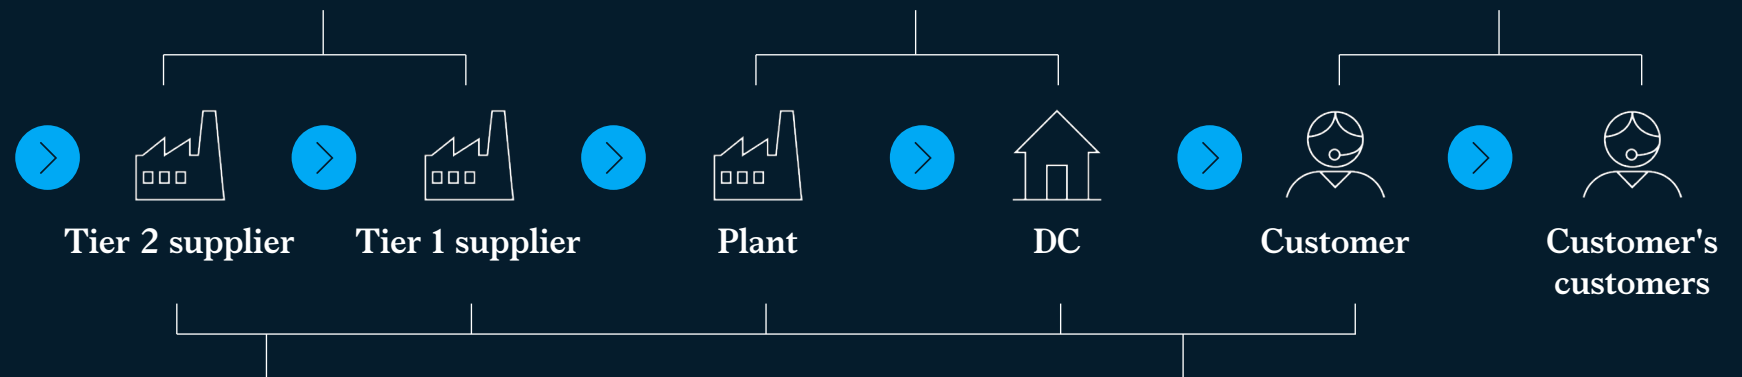 Tier 2 supplier
Tier 1 supplier
Plant
DC
Customer
Customer's
customers